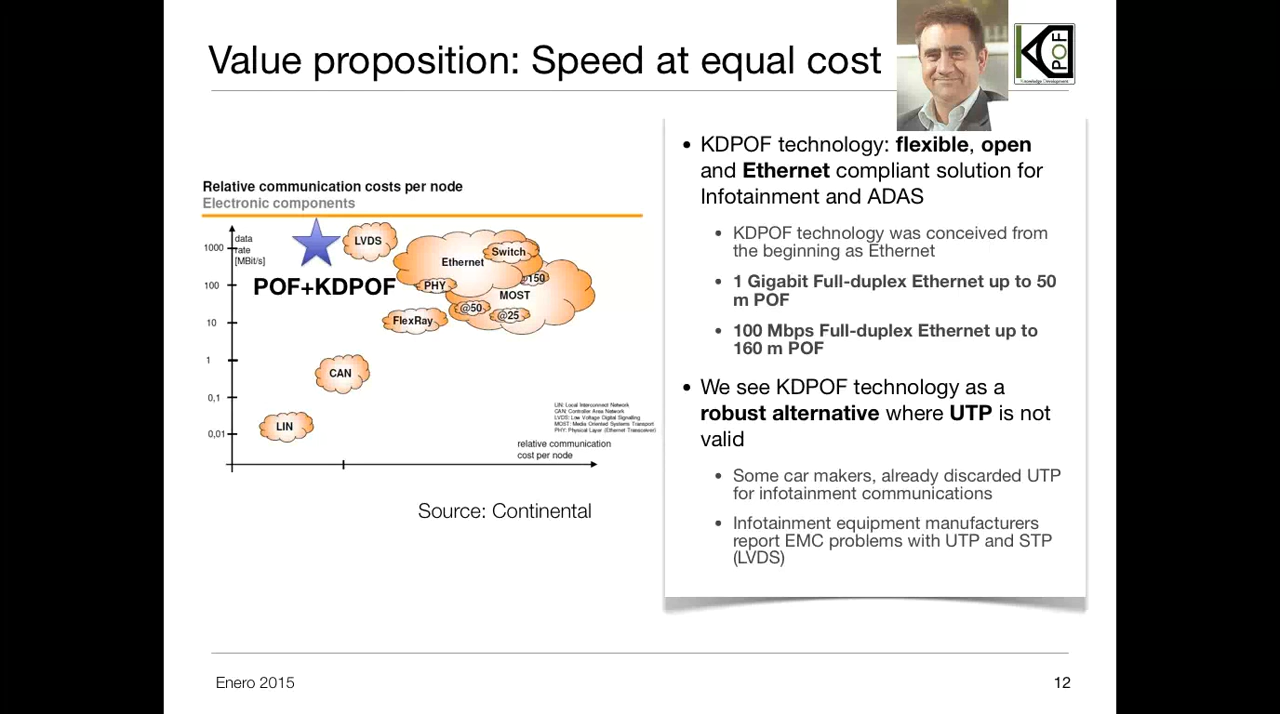 Value proposition: Speed at equal cost
KDPOF
Knowledge Development
Relative communication costs per node
Electronic components
data
rate
[MBit/s]
1000
100
10
1
0,1
0,01
LVDS
Ethernet
Switch
PHY
@150
MOST
@50
@25
FlexRay
POF+KDPOF
CAN
LIN
LIN: Local Interconnect Network
CAN: Controller Area Network
LVDS: Low Voltage Digital Signalling
MOST: Media Oriented Systems Transport
PHY: Physical Layer (Ethernet Transceiver)
relative communication
cost per node
Source: Continental
• KDPOF technology: flexible, open
and Ethernet compliant solution for
Infotainment and ADAS
• KDPOF technology was conceived from
the beginning as Ethernet
• 1 Gigabit Full-duplex Ethernet up to 50
m POF
• 100 Mbps Full-duplex Ethernet up to
160 m POF
• We see KDPOF technology as a
robust alternative where UTP is not
valid
• Some car makers, already discarded UTP
for infotainment communications
• Infotainment equipment manufacturers
report EMC problems with UTP and STP
(LVDS)
Enero 2015
12